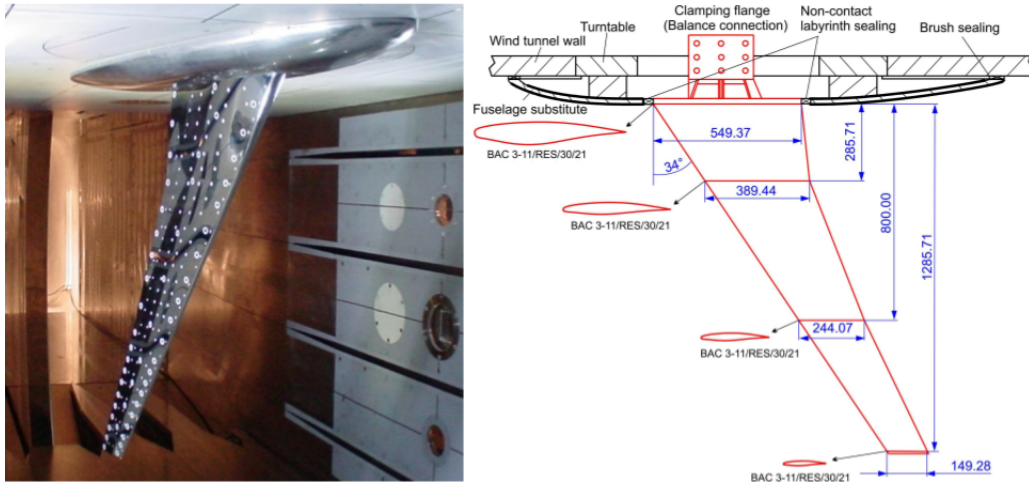 Clamping flange
(Balance connection)
Non-contact
labyrinth sealing
Brush sealing
Wind tunnel wall
Turntable
Fuselage substitute
BAC 3-11/RES/30/21
549.37
285.71
34°
389.44
BAC 3-11/RES/30/21
800.00
1285.71
244.07
BAC 3-11/RES/30/21
149.28
BAC 3-11/RES/30/21